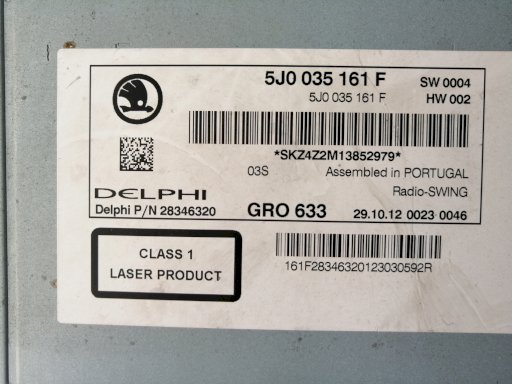 5J0 035 161 F SW 0004
5J0 035 161 F HW 002
*SKZ4Z2M13852979*
03S Assembled in PORTUGAL
Radio-SWING
DELPHI
Delphi P/N 28346320 GRO 633 29.10.12 0023 0046
CLASS 1
LASER PRODUCT
161F28346320123030592R